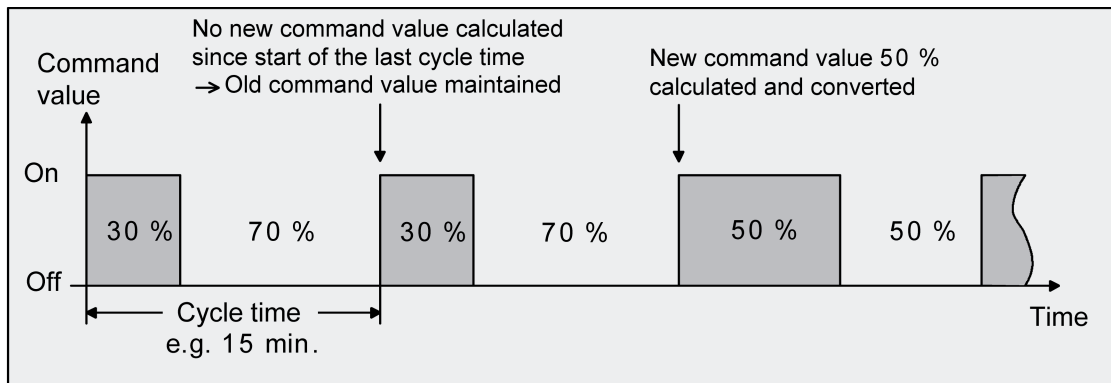 No new command value calculated
since start of the last cycle time
→ Old command value maintained
New command value 50 %
calculated and converted
Command
value
On
30 %
70 %
30 %
70 %
50 %
50 %
Off
Time
Cycle time
e.g. 15 min.